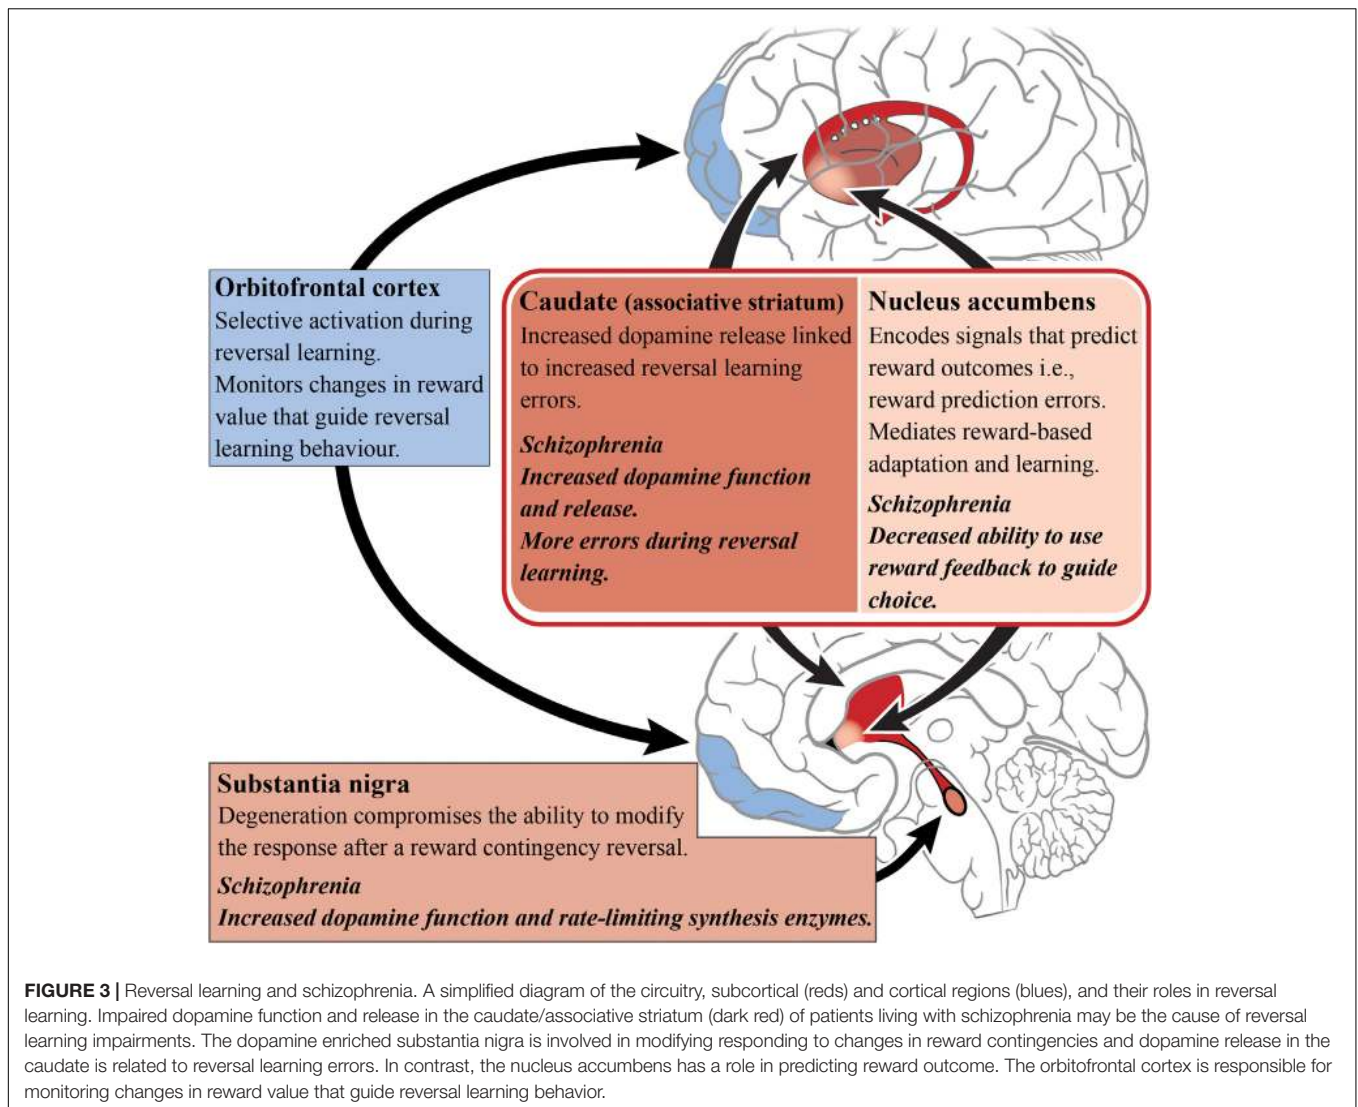 Orbitofrontal cortex
Selective activation during
reversal learning.
Monitors changes in reward
value that guide reversal
learning behaviour.
Caudate (associative striatum)
Increased dopamine release linked
to increased reversal learning
errors.
Schizophrenia
Increased dopamine function
and release.
More errors during reversal
learning.
Nucleus accumbens
Encodes signals that predict
reward outcomes i.e.,
reward prediction errors.
Mediates reward-based
adaptation and learning.
Schizophrenia
Decreased ability to use
reward feedback to guide
choice.
Substantia nigra
Degeneration compromises the ability to modify
the response after a reward contingency reversal.
Schizophrenia
Increased dopamine function and rate-limiting synthesis enzymes.
FIGURE 3 | Reversal learning and schizophrenia. A simplified diagram of the circuitry, subcortical (reds) and cortical regions (blues), and their roles in reversal
learning. Impaired dopamine function and release in the caudate/associative striatum (dark red) of patients living with schizophrenia may be the cause of reversal
learning impairments. The dopamine enriched substantia nigra is involved in modifying responding to changes in reward contingencies and dopamine release in the
caudate is related to reversal learning errors. In contrast, the nucleus accumbens has a role in predicting reward outcome. The orbitofrontal cortex is responsible for
monitoring changes in reward value that guide reversal learning behavior.